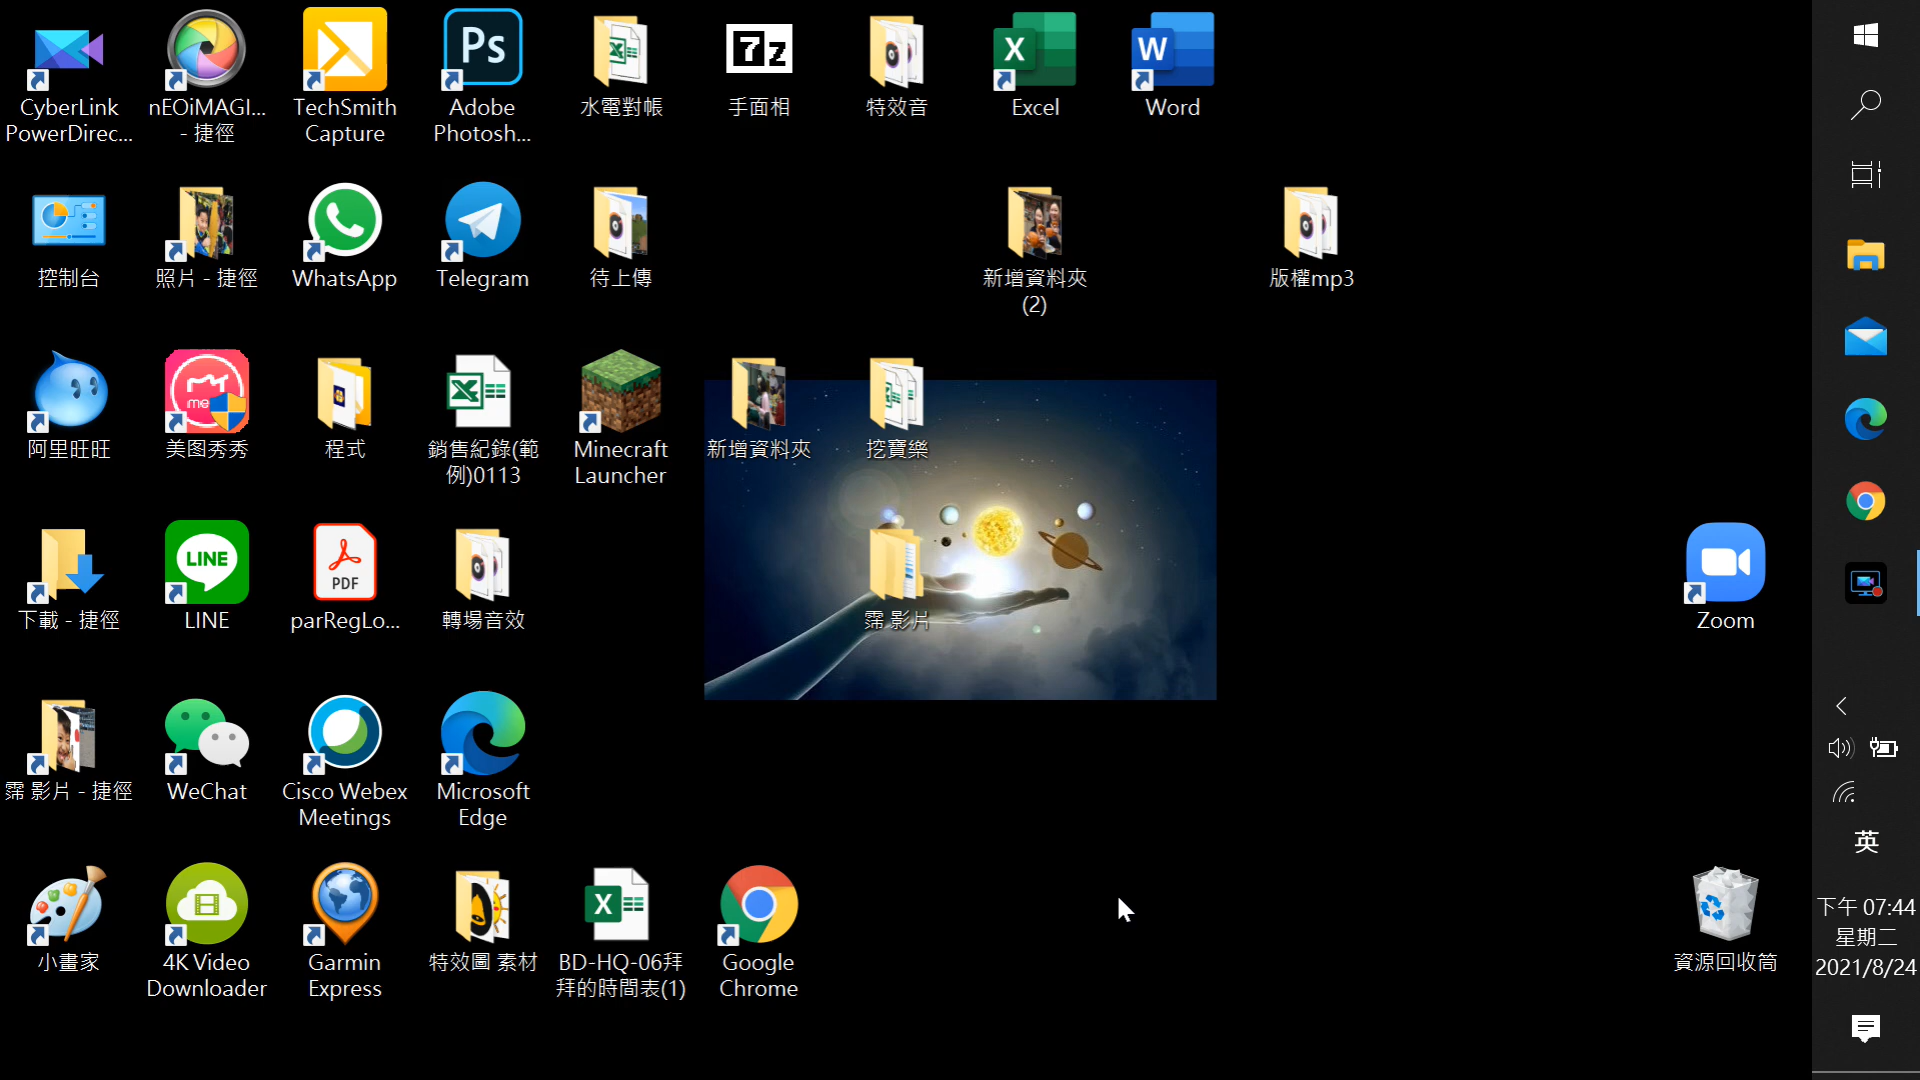 CyberLink
PowerDirec...
nEOiMAGI...
- 捷徑
TechSmith
Capture
Ps
Adobe
Photosh...
水電對帳
7z
手面相
特效音
X
Excel
W
Word
控制台
照片 - 捷徑
WhatsApp
Telegram
待上傳
新增資料夾
(2)
版權mp3
阿里旺旺
me
美图秀秀
程式
銷售紀錄(範
例)0113
Minecraft
Launcher
新增資料夾
挖寶樂
下載 - 捷徑
LINE
LINE
PDF
parRegLo...
轉場音效
霈 影片
Zoom
霈 影片 - 捷徑
WeChat
Cisco Webex
Meetings
Microsoft
Edge
小畫家
4K Video
Downloader
Garmin
Express
特效圖 素材
X
BD-HQ-06拜
拜的時間表(1)
Google
Chrome
資源回收筒
英
下午 07:44
星期二
2021/8/24